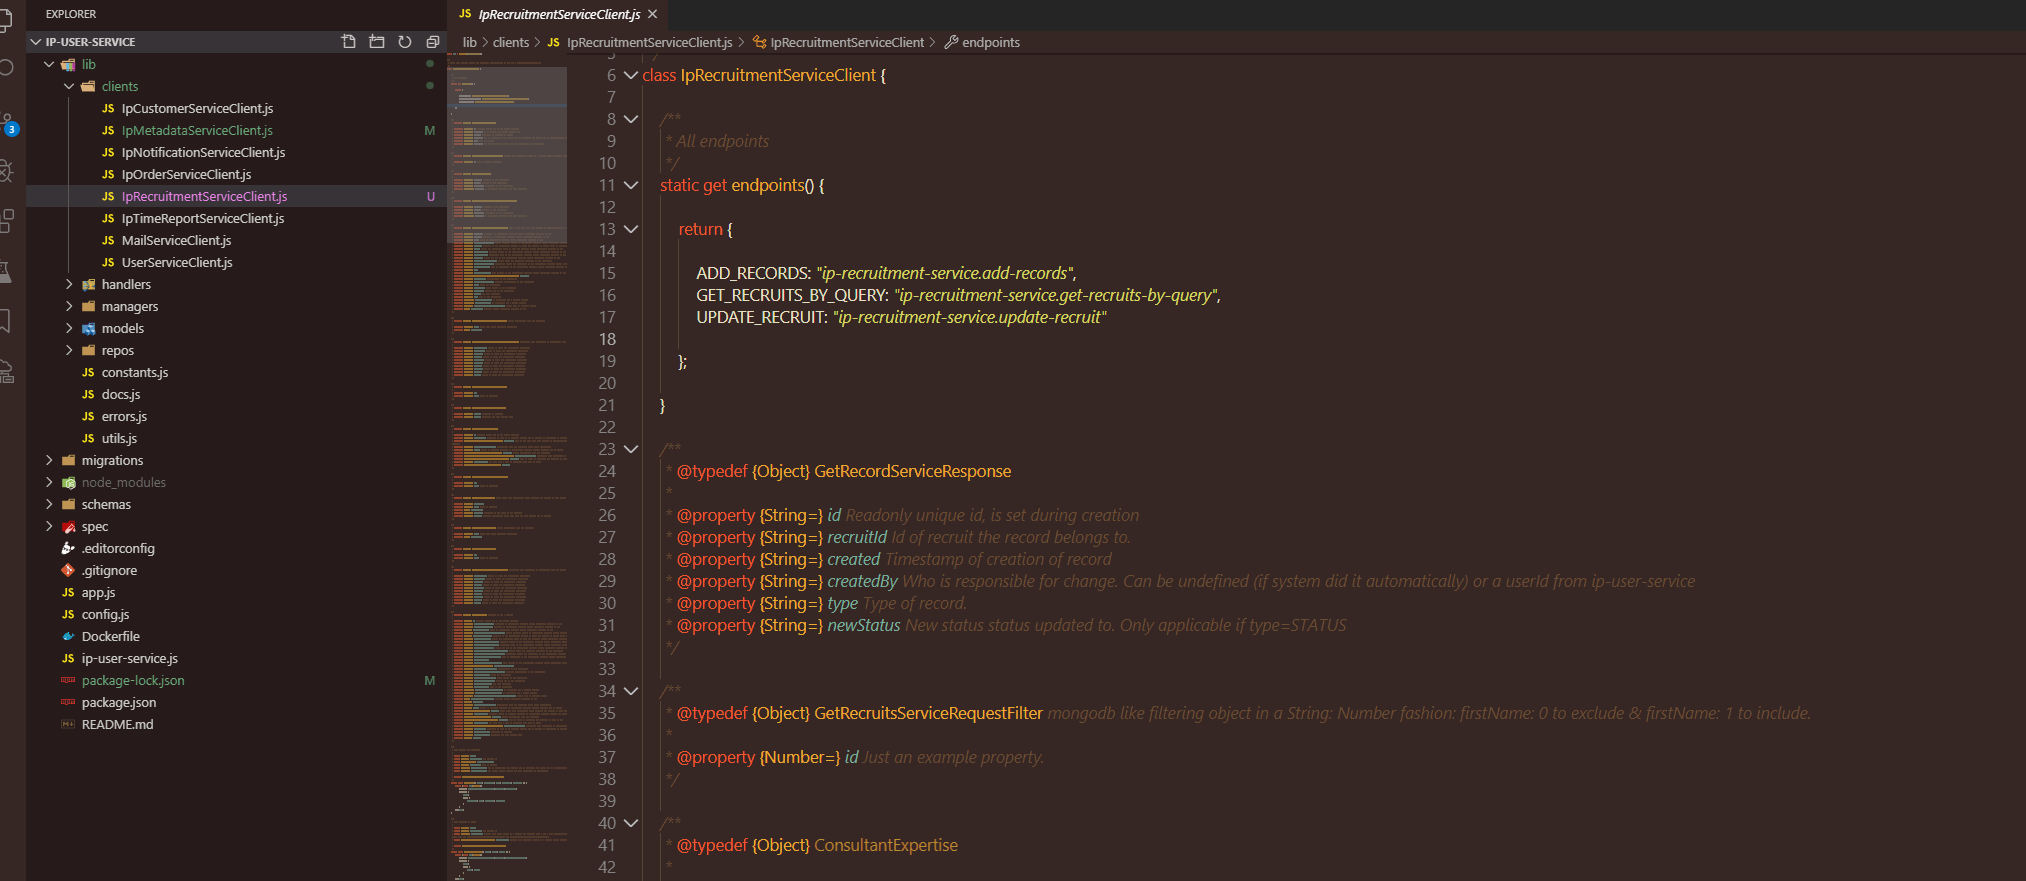 EXPLORER
IP-USER-SERVICE
lib
clients
JS IpCustomerServiceClient.js
JS IpMetadataServiceClient.js M
JS IpNotificationServiceClient.js
JS IpOrderServiceClient.js
JS IpRecruitmentServiceClient.js U
JS IpTimeReportServiceClient.js
JS MailServiceClient.js
JS UserServiceClient.js
handlers
managers
models
repos
JS constants.js
JS docs.js
JS errors.js
JS utils.js
migrations
node_modules
schemas
spec
.editorconfig
.gitignore
JS app.js
JS config.js
Dockerfile
JS ip-user-service.js
package-lock.json M
package.json
README.md
3
JS IpRecruitmentServiceClient.js
lib > clients > JS IpRecruitmentServiceClient.js > IpRecruitmentServiceClient > endpoints
5
6 class IpRecruitmentServiceClient {
7
8 /**
9 * All endpoints
10 */
11 static get endpoints() {
12
13 return {
14
15 ADD_RECORDS: "ip-recruitment-service.add-records",
16 GET_RECRUITS_BY_QUERY: "ip-recruitment-service.get-recruits-by-query",
17 UPDATE_RECRUIT: "ip-recruitment-service.update-recruit"
18
19 };
20
21 }
22
23 /**
24 * @typedef {Object} GetRecordServiceResponse
25 *
26 * @property {String=} id Readonly unique id, is set during creation
27 * @property {String=} recruitId Id of recruit the record belongs to.
28 * @property {String=} created Timestamp of creation of record
29 * @property {String=} createdBy Who is responsible for change. Can be undefined (if system did it automatically) or a userId from ip-user-service
30 * @property {String=} type Type of record.
31 * @property {String=} newStatus New status status updated to. Only applicable if type=STATUS
32 */
33
34 /**
35 * @typedef {Object} GetRecruitsServiceRequestFilter mongodb like filtering object in a String: Number fashion: firstName: 0 to exclude & firstName: 1 to include.
36 *
37 * @property {Number=} id Just an example property.
38 */
39
40 /**
41 * @typedef {Object} ConsultantExpertise
42 *